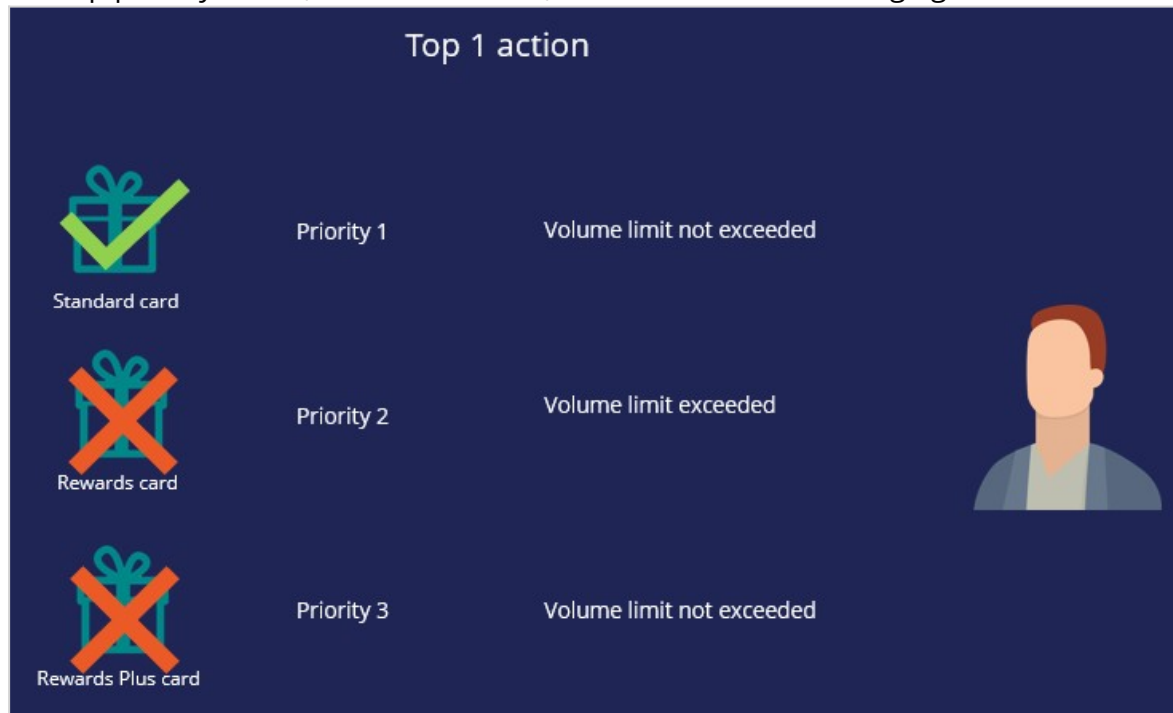 Top 1 action
Priority 1
Volume limit not exceeded
Standard card
Priority 2
Volume limit exceeded
Rewards card
Priority 3
Volume limit not exceeded
Rewards Plus card